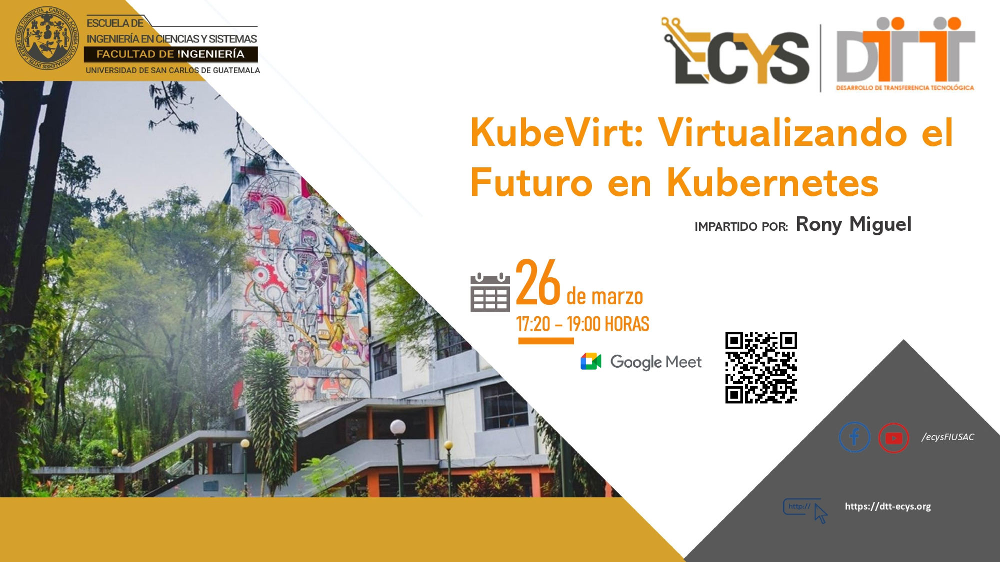 ESCUELA DE
INGENIERÍA EN CIENCIAS Y SISTEMAS
FACULTAD DE INGENIERÍA
UNIVERSIDAD DE SAN CARLOS DE GUATEMALA
ECYS
DTT
DESARROLLO DE TRANSFERENCIA TECNOLÓGICA
KubeVirt: Virtualizando el
Futuro en Kubernetes
IMPARTIDO POR: Rony Miguel
26 de marzo
17:20 – 19:00 HORAS
Google Meet
/ecysFIUSAC
http://
https://dtt-ecys.org